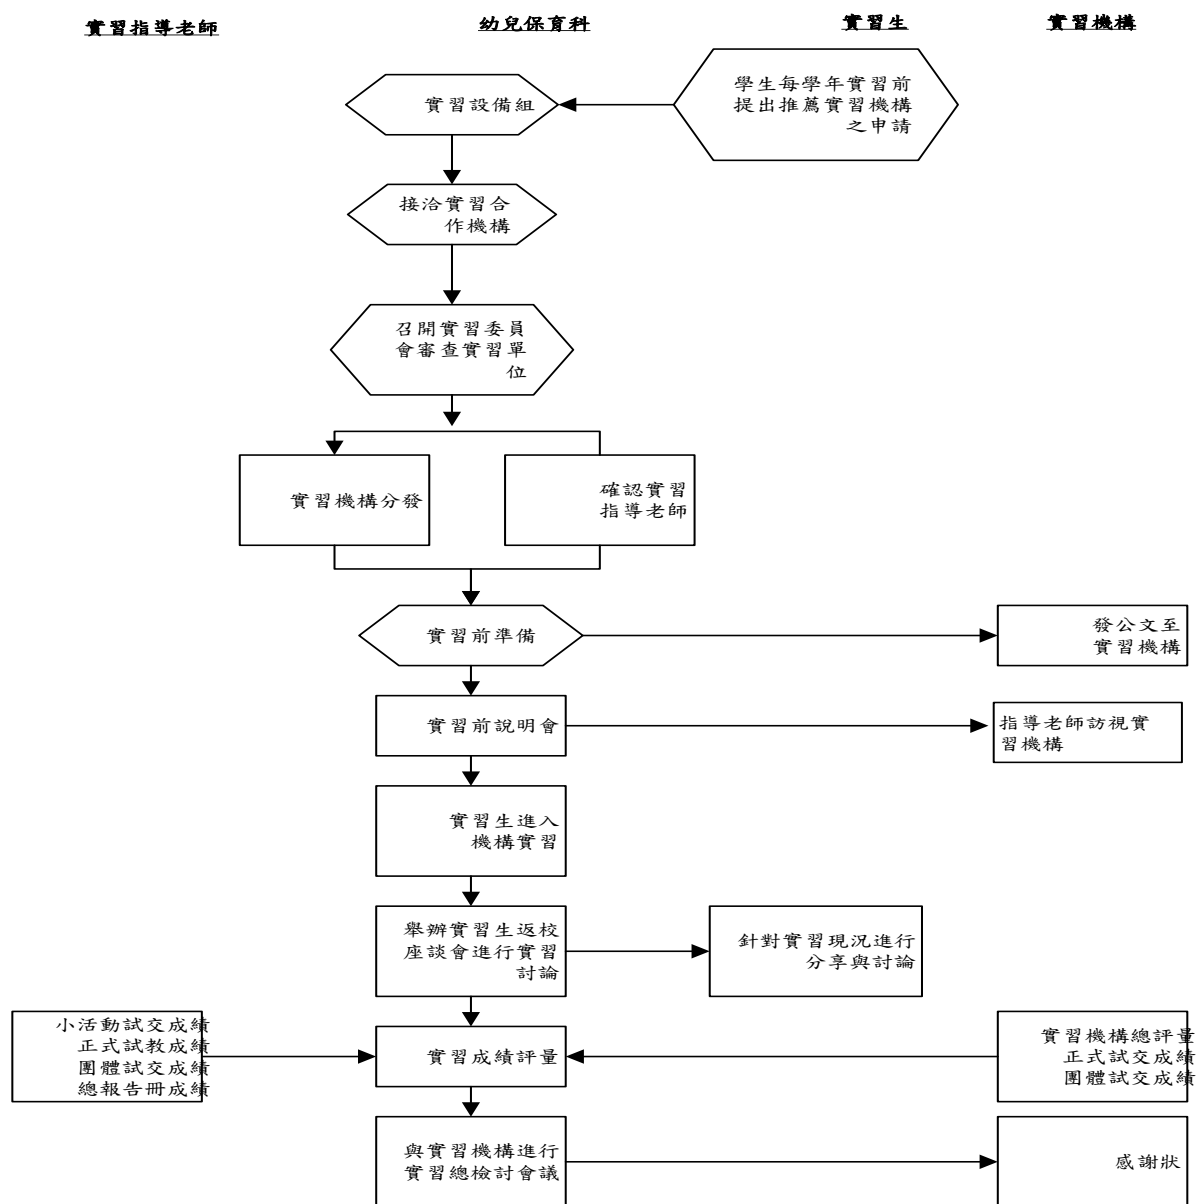 實習指導老師
幼兒保育科
實習生
實習機構
學生每學年實習前
提出推薦實習機構
之申請
實習設備組
接洽實習合
作機構
召開實習委員
會審查實習單
位
實習機構分發
確認實習
指導老師
實習前準備
發公文至
實習機構
實習前說明會
指導老師訪視實
習機構
實習生進入
機構實習
舉辦實習生返校
座談會進行實習
討論
針對實習現況進行
分享與討論
小活動試交成績
正式試教成績
團體試交成績
總報告冊成績
實習成績評量
實習機構總評量
正式試交成績
團體試交成績
與實習機構進行
實習總檢討會議
感謝狀